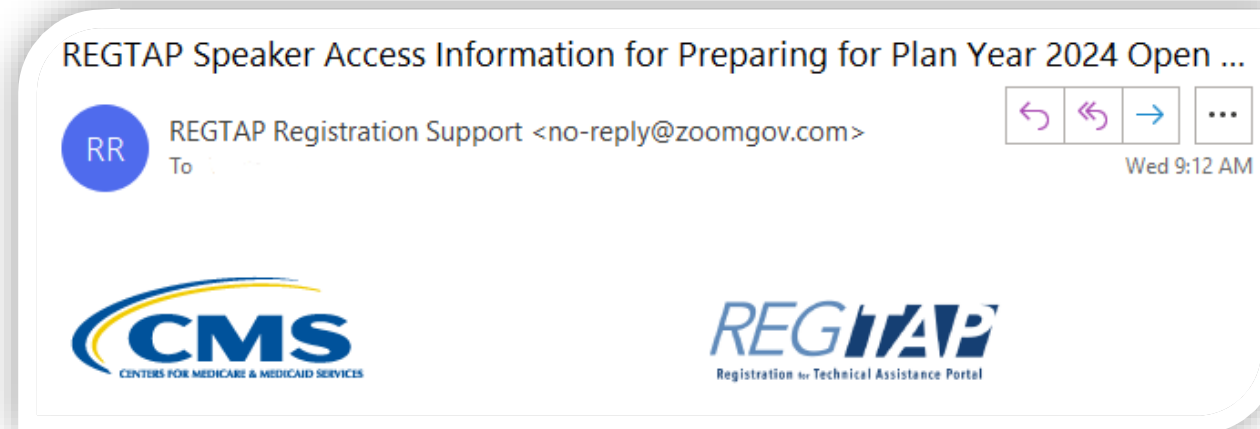 REGTAP Speaker Access Information for Preparing for Plan Year 2024 Open ...
RR
REGTAP Registration Support <no-reply@zoomgov.com>
To
Wed 9:12 AM
CMS
CENTERS FOR MEDICARE & MEDICAID SERVICES
REGTAP
Registration for Technical Assistance Portal